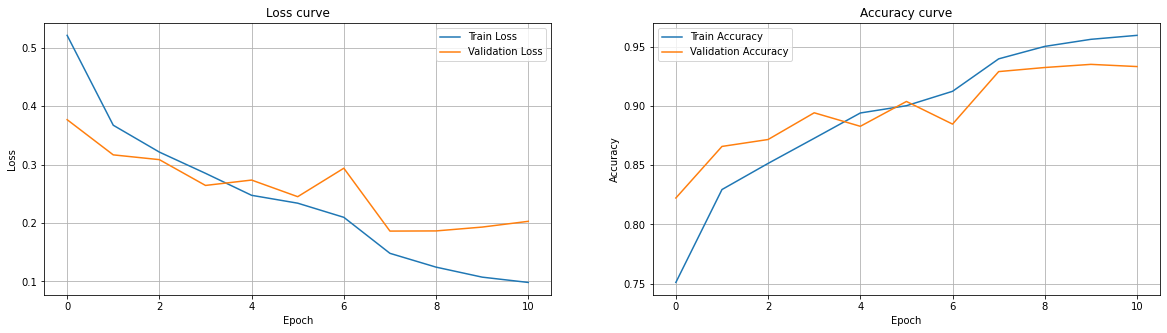 Loss curve
Train Loss
Validation Loss
0.5
0.4
0.3
0.2
0.1
Loss
0 2 4 6 8 10
Epoch
Accuracy curve
Train Accuracy
Validation Accuracy
0.95
0.90
0.85
0.80
0.75
Accuracy
0 2 4 6 8 10
Epoch